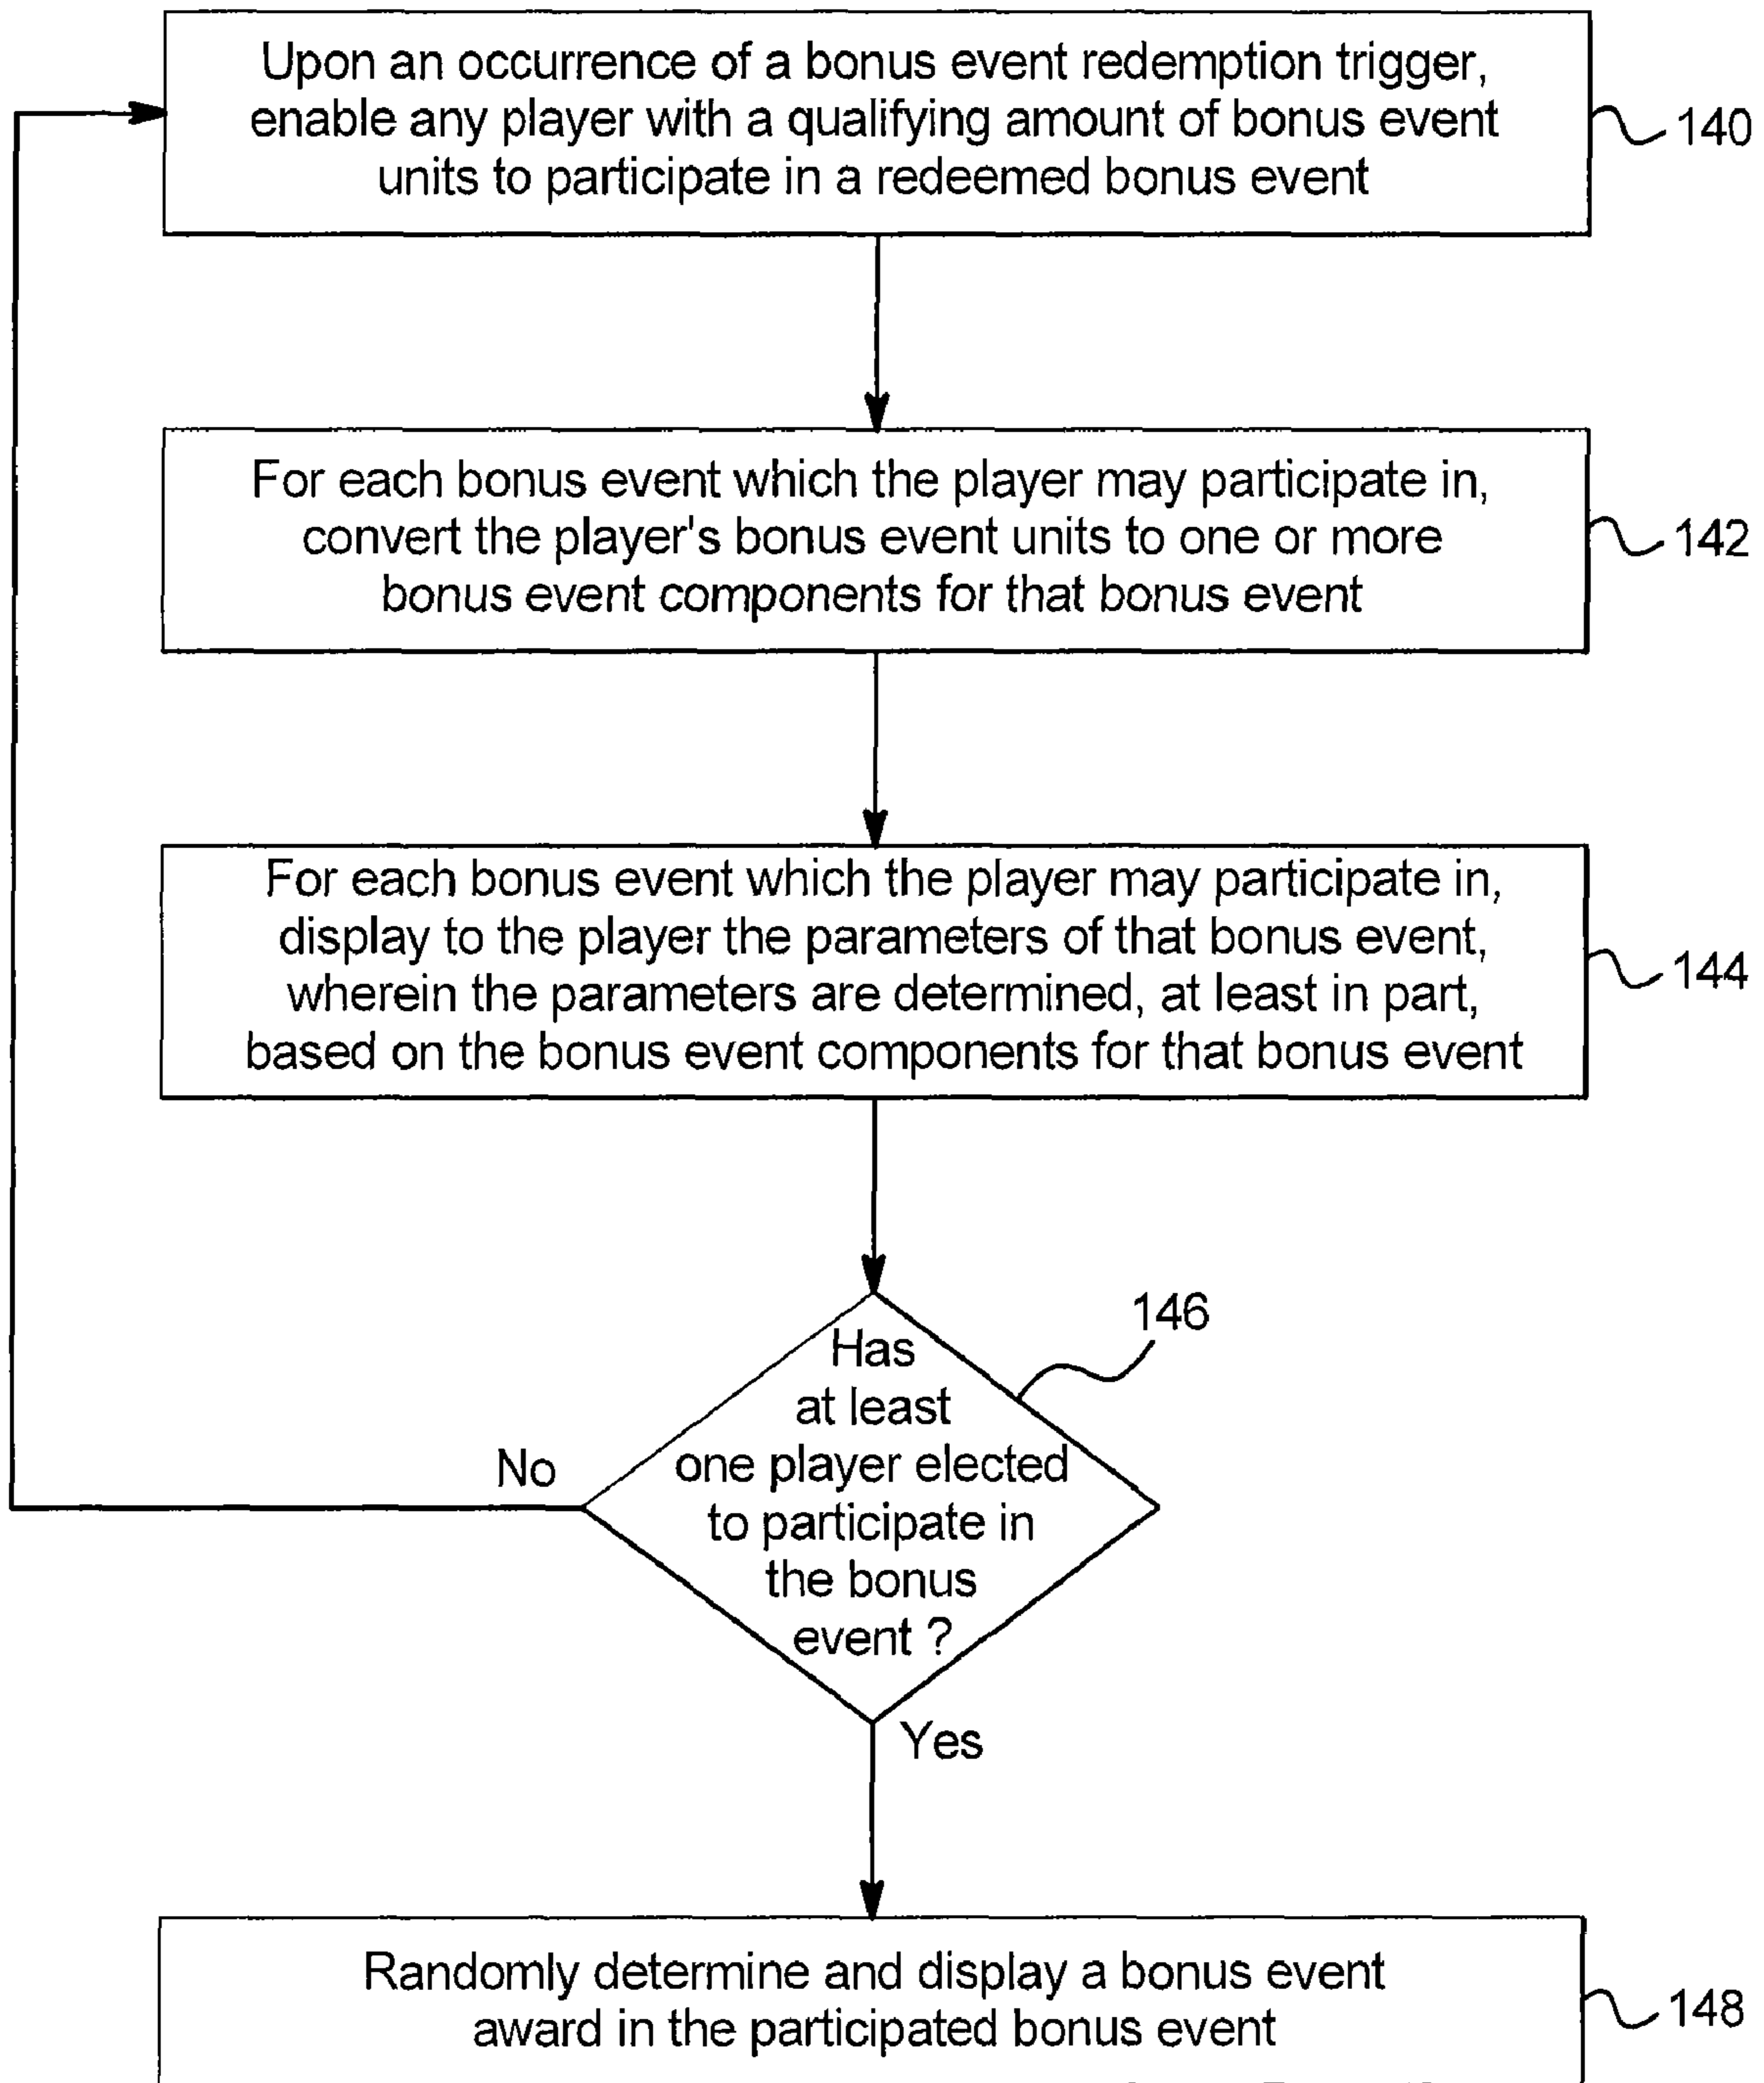 Upon an occurrence of a bonus event redemption trigger,
enable any player with a qualifying amount of bonus event
units to participate in a redeemed bonus event
140
For each bonus event which the player may participate in,
convert the player's bonus event units to one or more
bonus event components for that bonus event
142
For each bonus event which the player may participate in,
display to the player the parameters of that bonus event,
wherein the parameters are determined, at least in part,
based on the bonus event components for that bonus event
144
146
Has
at least
one player elected
to participate in
the bonus
event ?
No
Yes
Randomly determine and display a bonus event
award in the participated bonus event
148